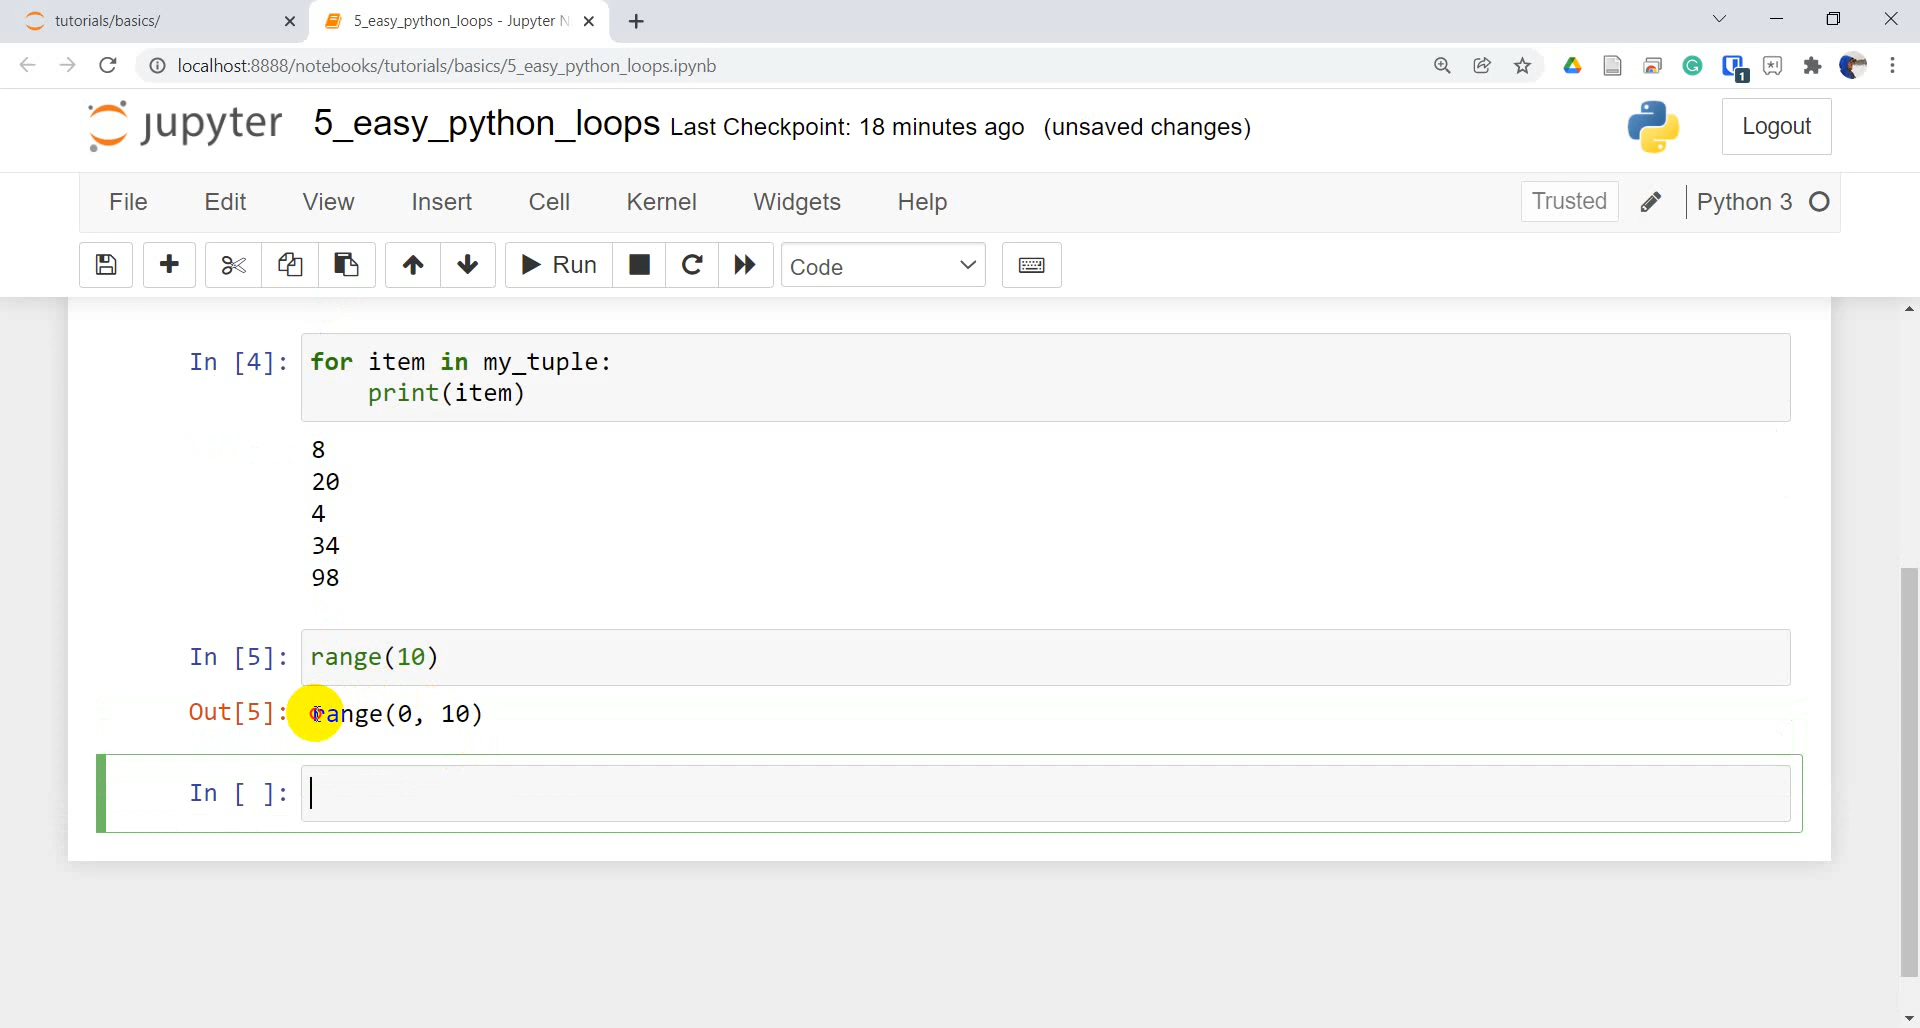 tutorials/basics/
5_easy_python_loops - Jupyter N
localhost:8888/notebooks/tutorials/basics/5_easy_python_loops.ipynb
1
jupyter 5_easy_python_loops Last Checkpoint: 18 minutes ago (unsaved changes)
Logout
File Edit View Insert Cell Kernel Widgets Help
Trusted Python 3
Run Code
In [4]: for item in my_tuple:
print(item)
8
20
4
34
98
In [5]: range(10)
Out[5]: range(0, 10)
In [ ]: